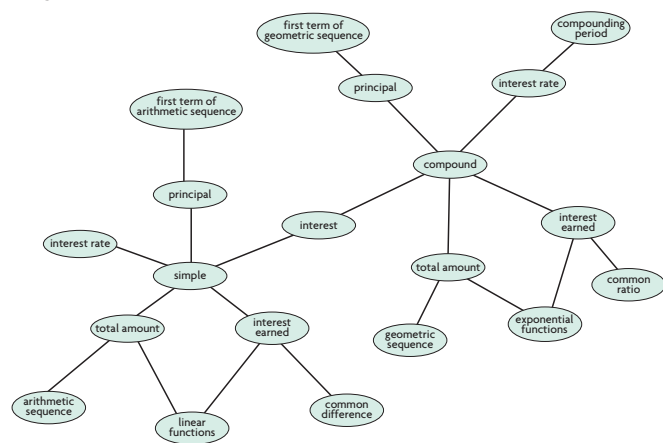 first term of
geometric sequence
compounding
period
principal
interest rate
first term of
arithmetic sequence
compound
principal
interest
interest
earned
interest rate
simple
total amount
common
ratio
total amount
interest
earned
geometric
sequence
exponential
functions
arithmetic
sequence
linear
functions
common
difference